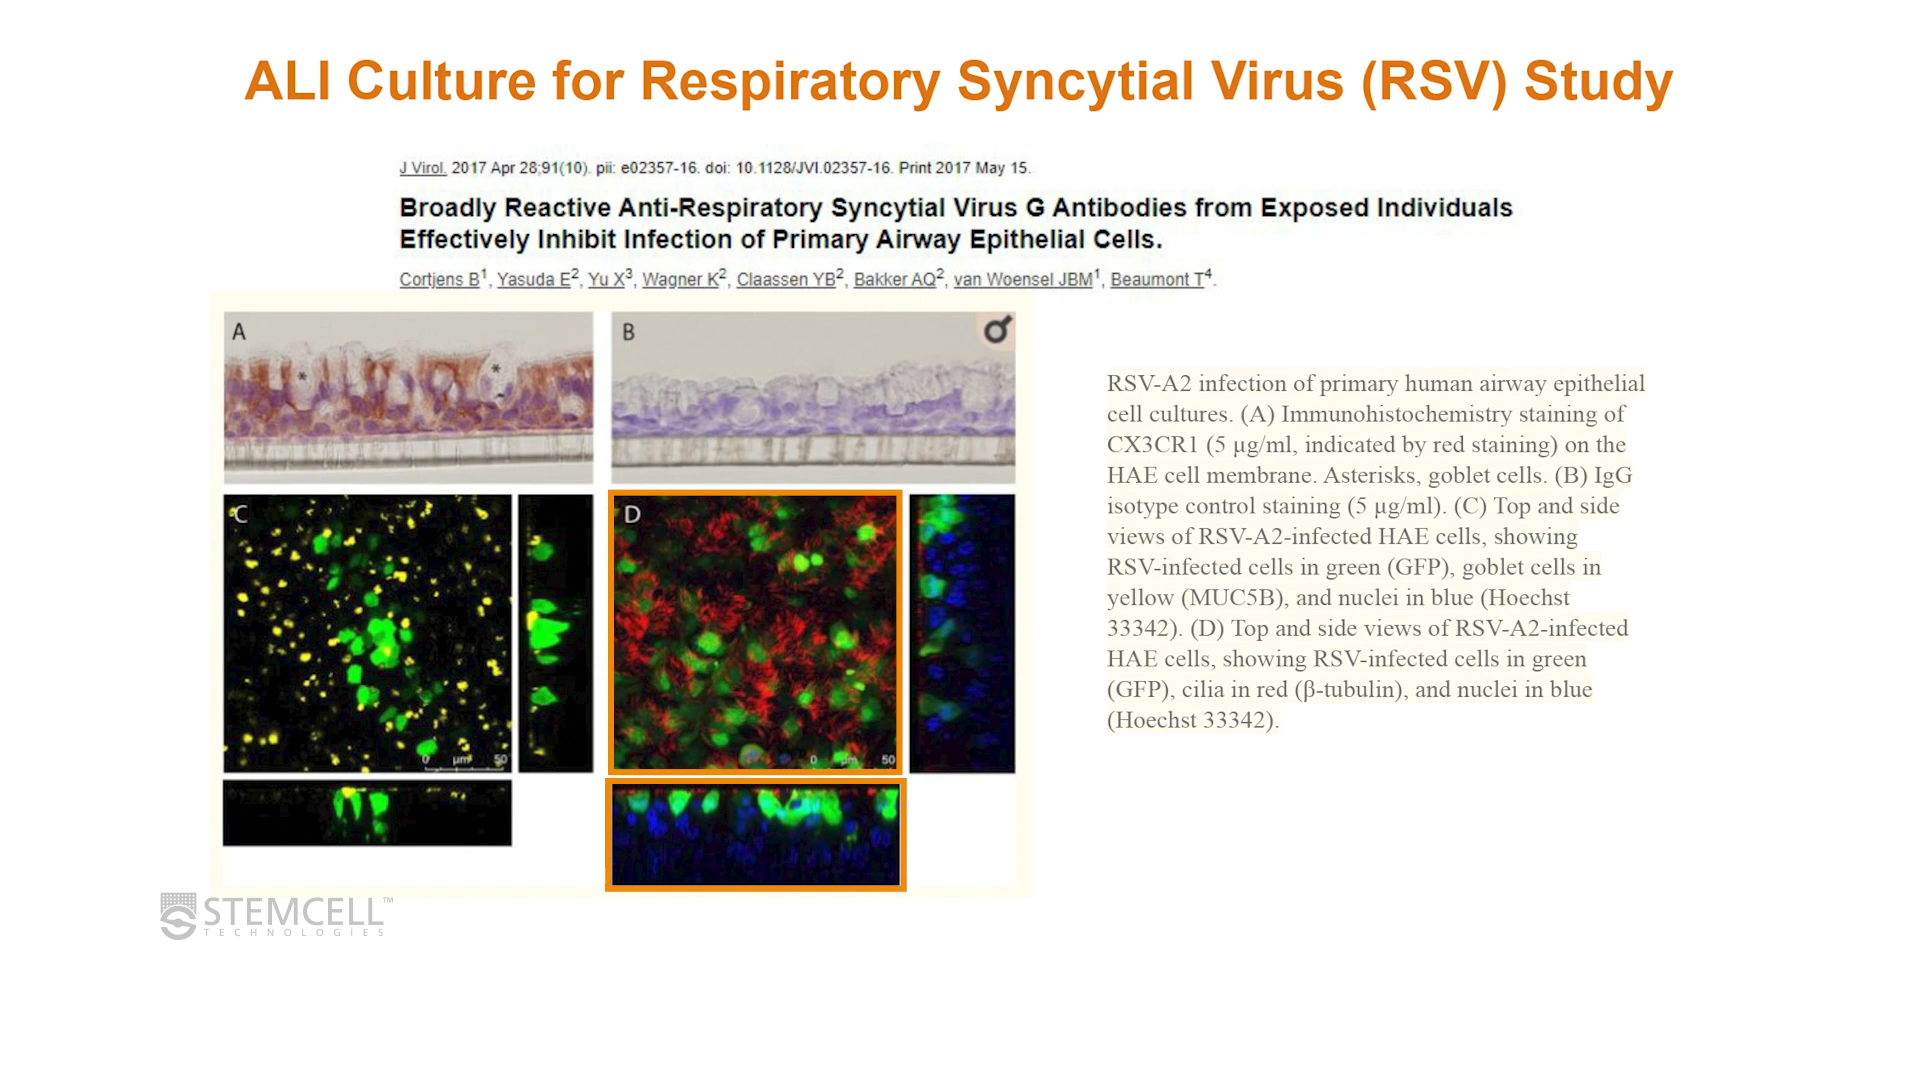 ALI Culture for Respiratory Syncytial Virus (RSV) Study
J Virol. 2017 Apr 28;91(10). pii: e02357-16. doi: 10.1128/JVI.02357-16. Print 2017 May 15.
Broadly Reactive Anti-Respiratory Syncytial Virus G Antibodies from Exposed Individuals
Effectively Inhibit Infection of Primary Airway Epithelial Cells.
Cortjens B1, Yasuda E2, Yu X3, Wagner K2, Claassen YB2, Bakker AQ2, van Woensel JBM1, Beaumont T4.
A
*
*
B
RSV-A2 infection of primary human airway epithelial
cell cultures. (A) Immunohistochemistry staining of
CX3CR1 (5 μg/ml, indicated by red staining) on the
HAE cell membrane. Asterisks, goblet cells. (B) IgG
isotype control staining (5 μg/ml). (C) Top and side
views of RSV-A2-infected HAE cells, showing
RSV-infected cells in green (GFP), goblet cells in
yellow (MUC5B), and nuclei in blue (Hoechst
33342). (D) Top and side views of RSV-A2-infected
HAE cells, showing RSV-infected cells in green
(GFP), cilia in red (β-tubulin), and nuclei in blue
(Hoechst 33342).
C
0 μm 50
D
0 μm 50
STEMCELL™
TECHNOLOGIES